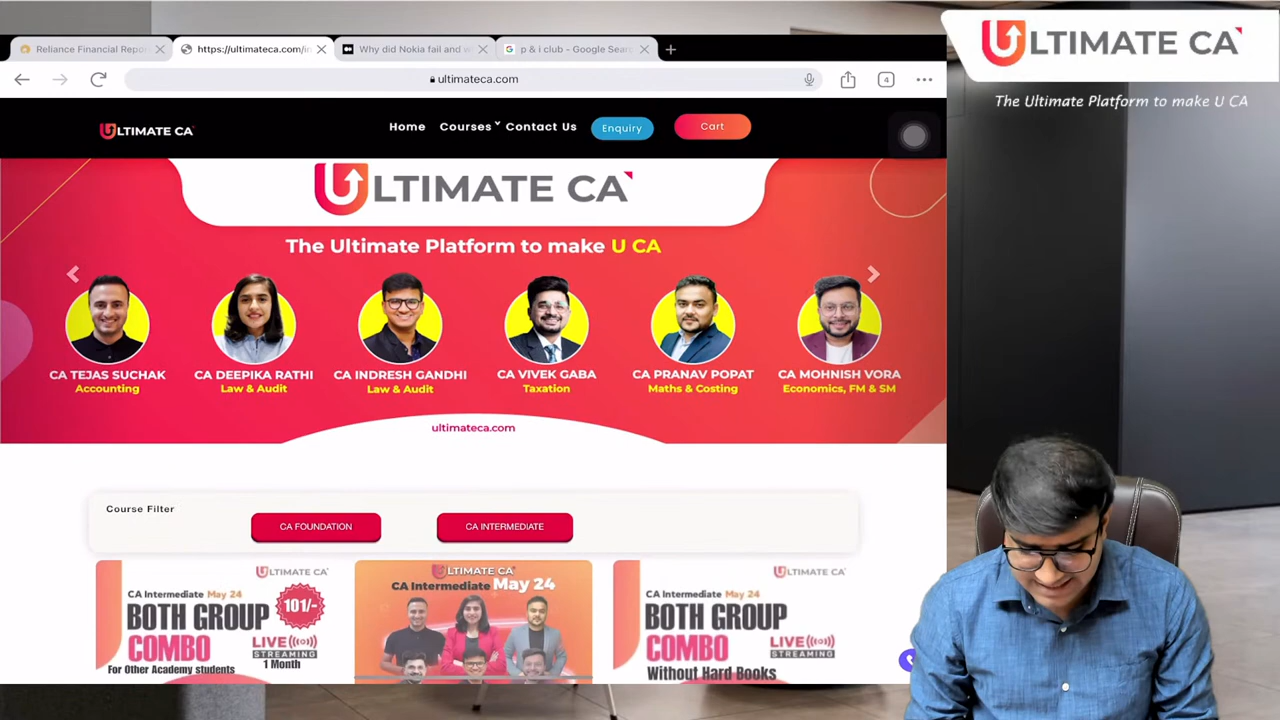 Reliance Financial Repo
https://ultimateca.com/in
Why did Nokia fail and w
p & i club - Google Sear
ultimateca.com
4
ULTIMATE CA
Home
Courses
Contact Us
Enquiry
Cart
ULTIMATE CA
The Ultimate Platform to make U CA
ULTIMATE CA
The Ultimate Platform to make U CA
CA TEJAS SUCHAK
Accounting
CA DEEPIKA RATHI
Law & Audit
CA INDRESH GANDHI
Law & Audit
CA VIVEK GABA
Taxation
CA PRANAV POPAT
Maths & Costing
CA MOHNISH VORA
Economics, FM & SM
ultimateca.com
Course Filter
CA FOUNDATION
CA INTERMEDIATE
ULTIMATE CA
CA Intermediate May 24
BOTH GROUP
COMBO
101/-
LIVE
STREAMING
1 Month
For Other Academy students
ULTIMATE CA
CA Intermediate May 24
ULTIMATE CA
CA Intermediate May 24
BOTH GROUP
COMBO
LIVE
STREAMING
Without Hard Books